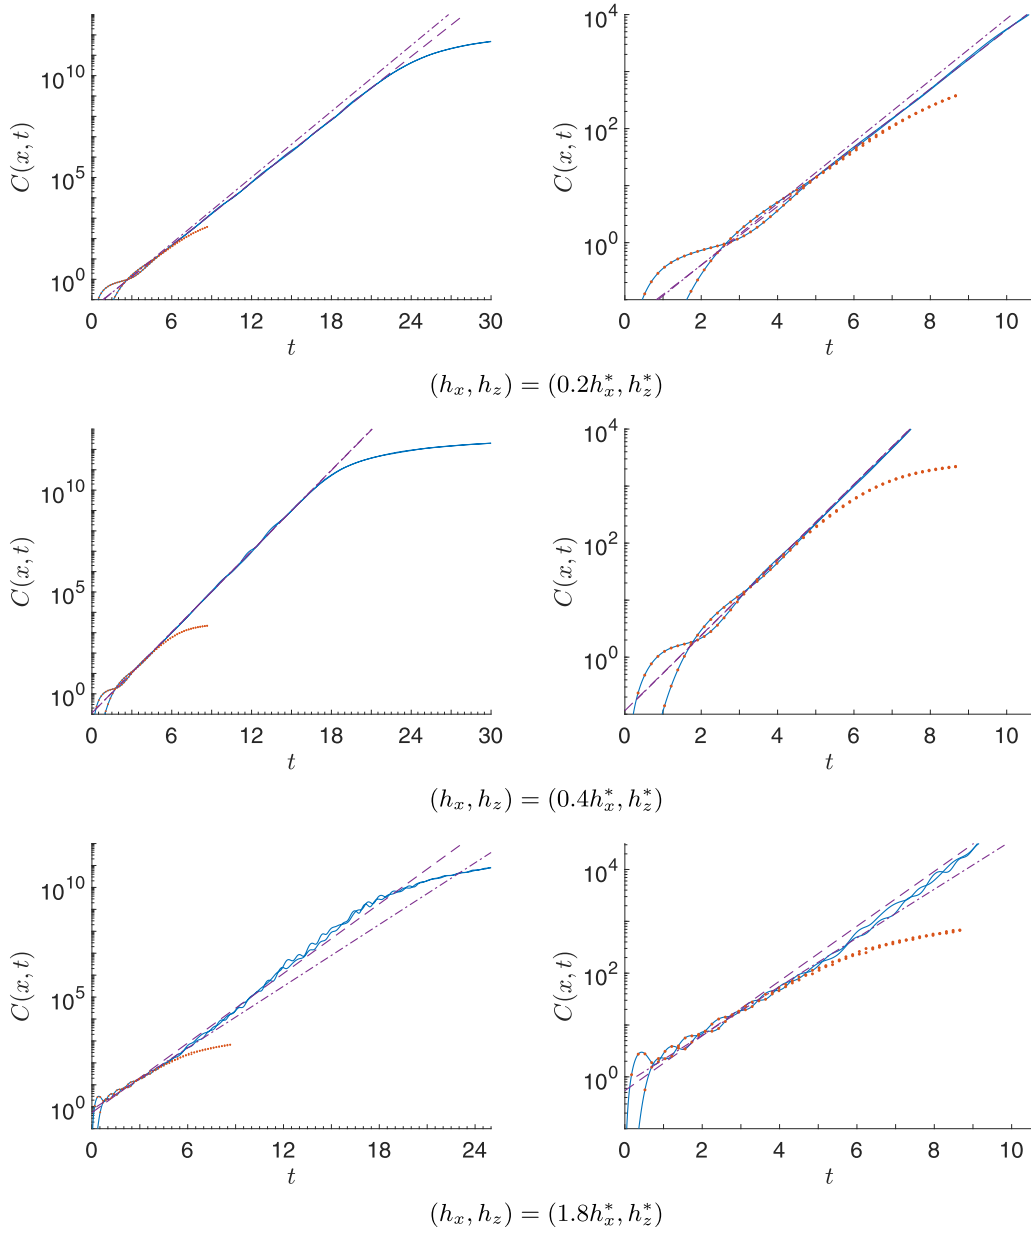 C(x, t)
10^10
10^5
10^0
0 6 12 18 24 30
t
C(x, t)
10^4
10^2
10^0
0 2 4 6 8 10
t
(h_x, h_z) = (0.2h_x^*, h_z^*)
C(x, t)
10^10
10^5
10^0
0 6 12 18 24 30
t
C(x, t)
10^4
10^2
10^0
0 2 4 6 8 10
t
(h_x, h_z) = (0.4h_x^*, h_z^*)
C(x, t)
10^10
10^5
10^0
0 6 12 18 24
t
C(x, t)
10^4
10^2
10^0
0 2 4 6 8 10
t
(h_x, h_z) = (1.8h_x^*, h_z^*)